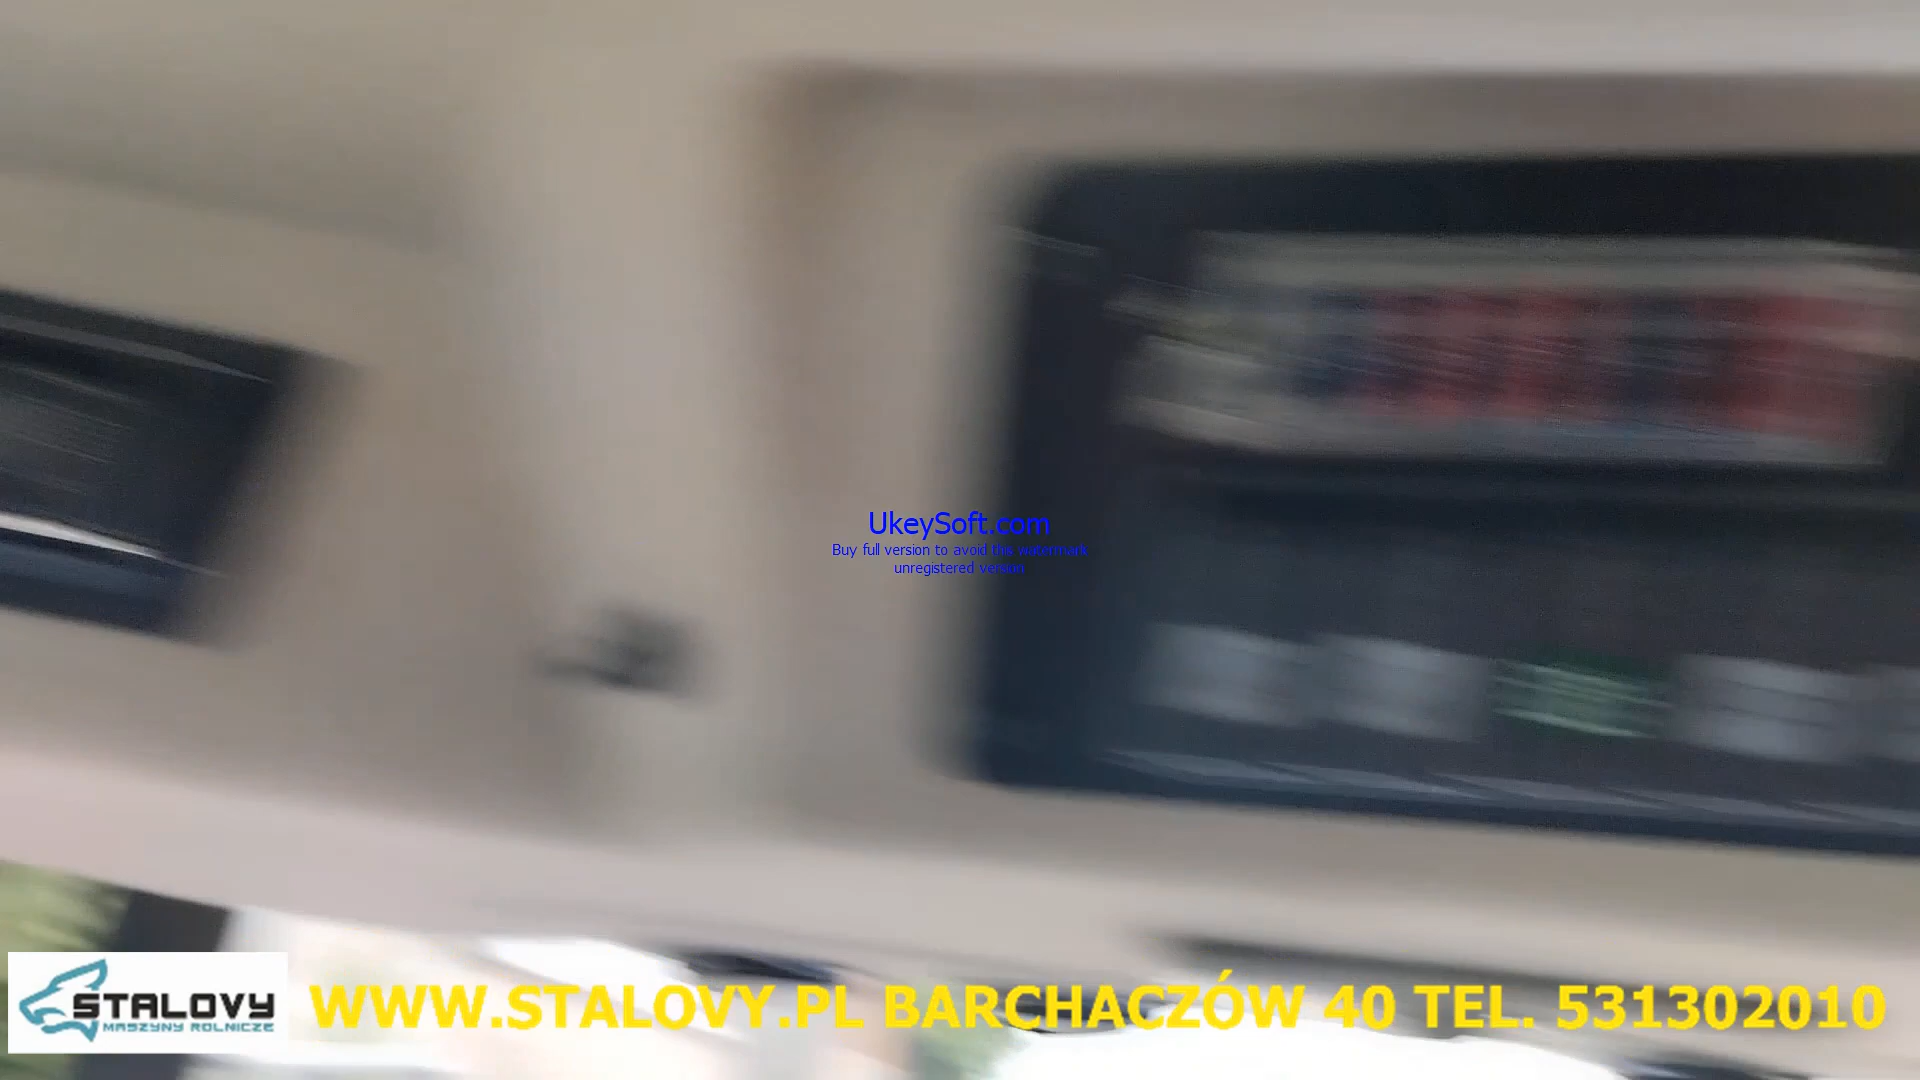 UkeySoft.com
Buy full version to avoid this watermark
unregistered version
STALOVY
MASZYNY ROLNICZE
WWW.STALOVY.PL BARCHACZÓW 40 TEL. 531302010